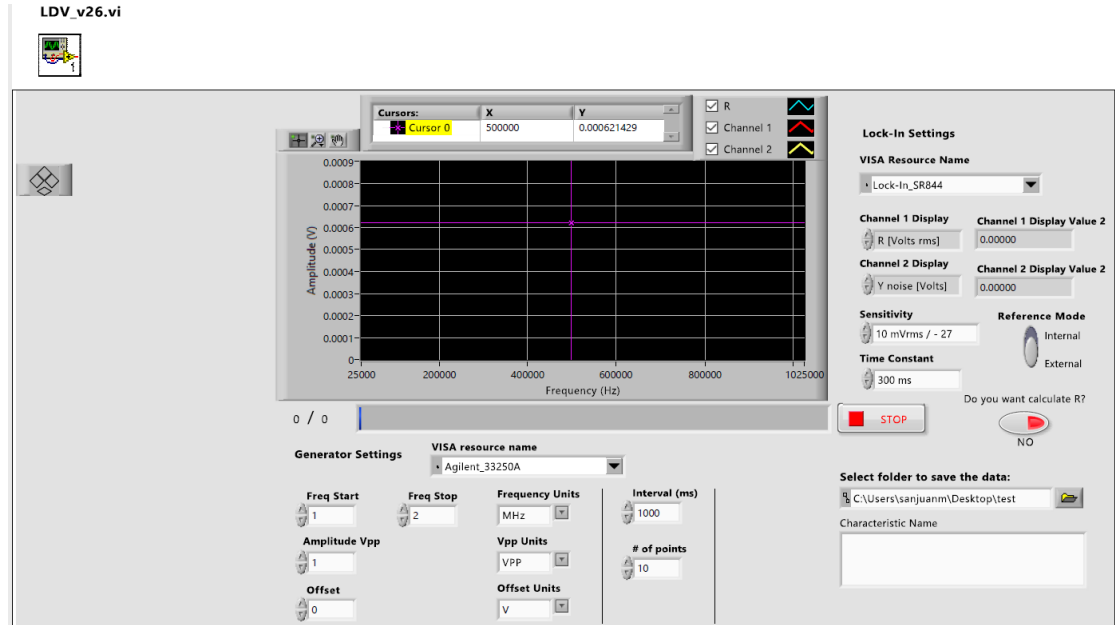 LDV_v26.vi
1
Cursors: X Y
Cursor 0 500000 0.000621429
R
Channel 1
Channel 2
0.0009
0.0008
0.0007
0.0006
0.0005
0.0004
0.0003
0.0002
0.0001
0
Amplitude (V)
25000 200000 400000 600000 800000 1025000
Frequency (Hz)
0 / 0
Lock-In Settings
VISA Resource Name
Lock-In_SR844
Channel 1 Display Channel 1 Display Value 2
R [Volts rms] 0.00000
Channel 2 Display Channel 2 Display Value 2
Y noise [Volts] 0.00000
Sensitivity Reference Mode
10 mVrms / - 27 Internal
Time Constant External
300 ms
Do you want calculate R?
STOP
NO
Generator Settings
VISA resource name
Agilent_33250A
Freq Start Freq Stop Frequency Units Interval (ms)
1 2 MHz 1000
Amplitude Vpp Vpp Units # of points
1 VPP 10
Offset Offset Units
0 V
Select folder to save the data:
C:\Users\sanjuanm\Desktop\test
Characteristic Name